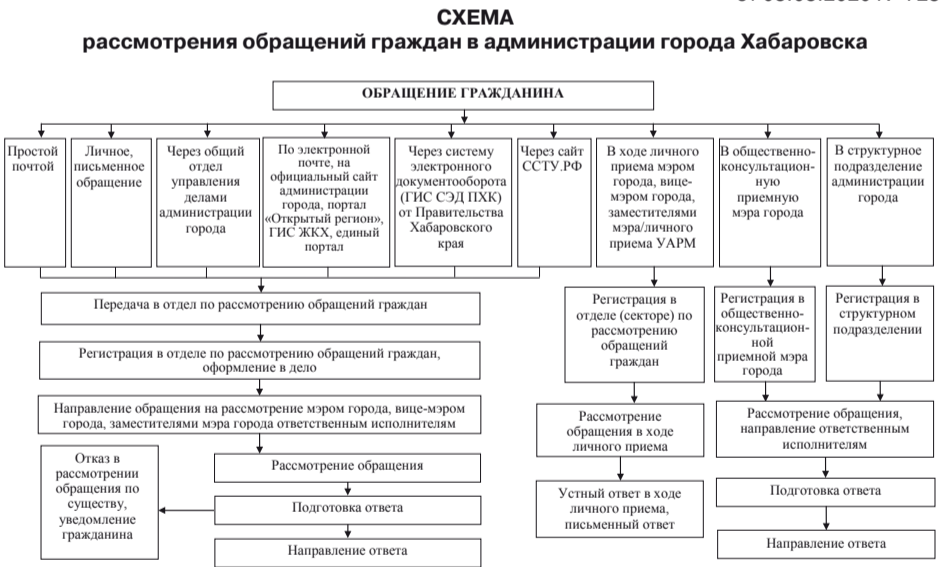 СХЕМА
рассмотрения обращений граждан в администрации города Хабаровска
ОБРАЩЕНИЕ ГРАЖДАНИНА
Простой
почтой
Личное,
письменное
обращение
Через общий
отдел
управления
делами
администрации
города
По электронной
почте, на
официальный сайт
администрации
города, портал
«Открытый регион»,
ГИС ЖКХ, единый
портал
Через систему
электронного
документооборота
(ГИС СЭД ПХК)
от Правительства
Хабаровского
края
Через сайт
ССТУ.РФ
В ходе личного
приема мэром
города, вице-
мэром города,
заместителями
мэра/личного
приема УАРМ
В общественно-
консультацион-
ную
приемную
мэра города
В структурное
подразделение
администрации
города
Передача в отдел по рассмотрению обращений граждан
Регистрация в отделе по рассмотрению обращений граждан,
оформление в дело
Направление обращения на рассмотрение мэром города, вице-мэром
города, заместителями мэра города ответственным исполнителям
Рассмотрение обращения
Отказ в
рассмотрении
обращения по
существу,
уведомление
гражданина
Подготовка ответа
Направление ответа
Регистрация в
отделе (секторе) по
рассмотрению
обращений
граждан
Рассмотрение
обращения в ходе
личного приема
Устный ответ в ходе
личного приема,
письменный ответ
Регистрация в
общественно-
консультацион-
ной
приемной мэра
города
Регистрация в
структурном
подразделении
Рассмотрение обращения,
направление ответственным
исполнителям
Подготовка ответа
Направление ответа